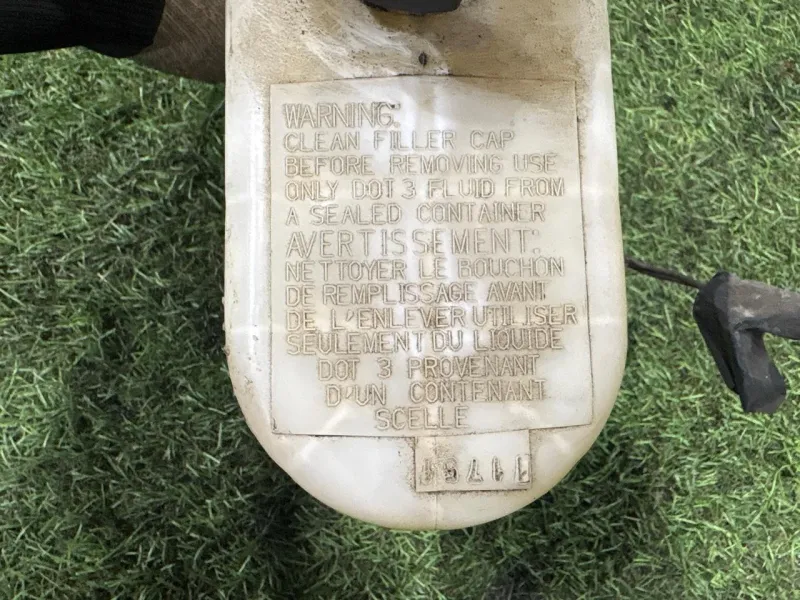 WARNING:
CLEAN FILLER CAP
BEFORE REMOVING USE
ONLY DOT 3 FLUID FROM
A SEALED CONTAINER
AVERTISSEMENT:
NETTOYER LE BOUCHON
DE REMPLISSAGE AVANT
DE L'ENLEVER UTILISER
SEULEMENT DU LIQUIDE
DOT 3 PROVENANT
D'UN CONTENANT
SCELLE